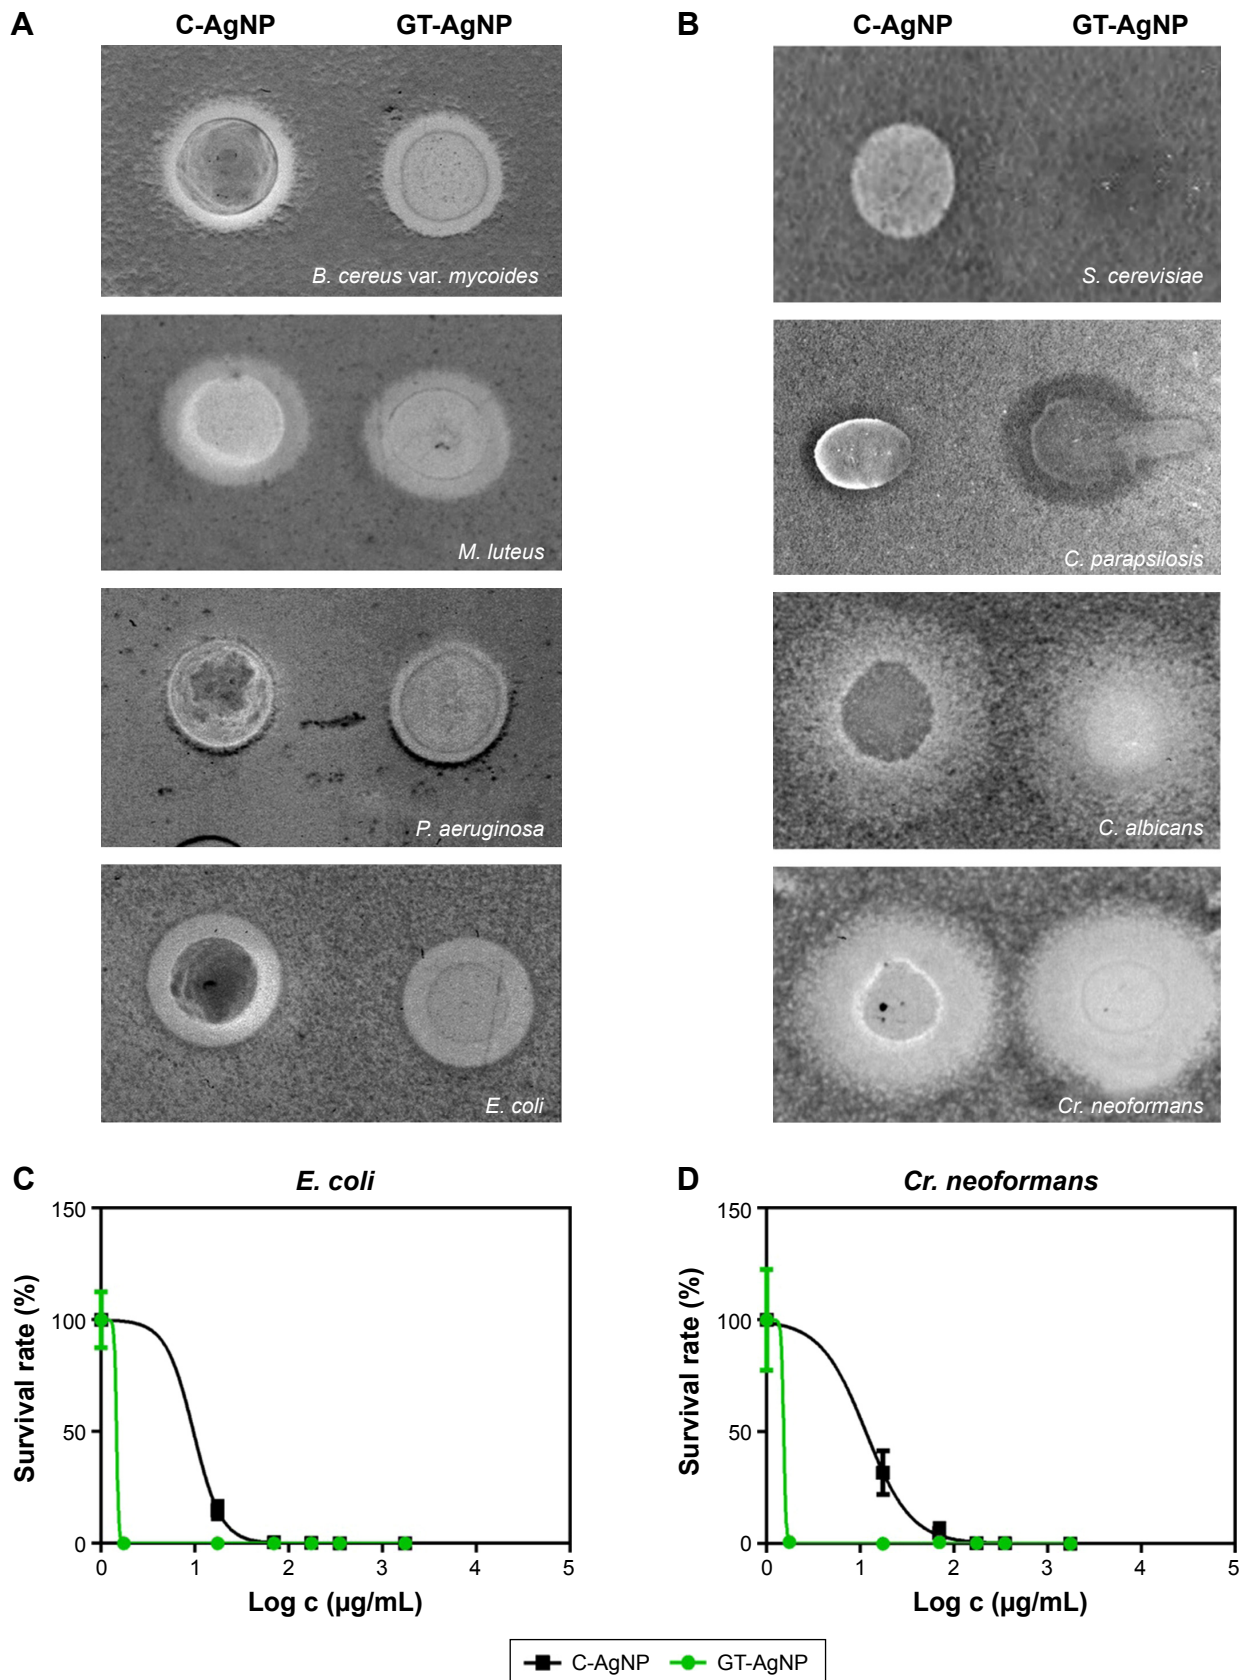 A
C-AgNP GT-AgNP
B. cereus var. mycoides
M. luteus
P. aeruginosa
E. coli
B
C-AgNP GT-AgNP
S. cerevisiae
C. parapsilosis
C. albicans
Cr. neoformans
C
E. coli
150
100
50
0
Survival rate (%)
0 1 2 3 4 5
Log c (µg/mL)
D
Cr. neoformans
150
100
50
0
Survival rate (%)
0 1 2 3 4 5
Log c (µg/mL)
C-AgNP GT-AgNP